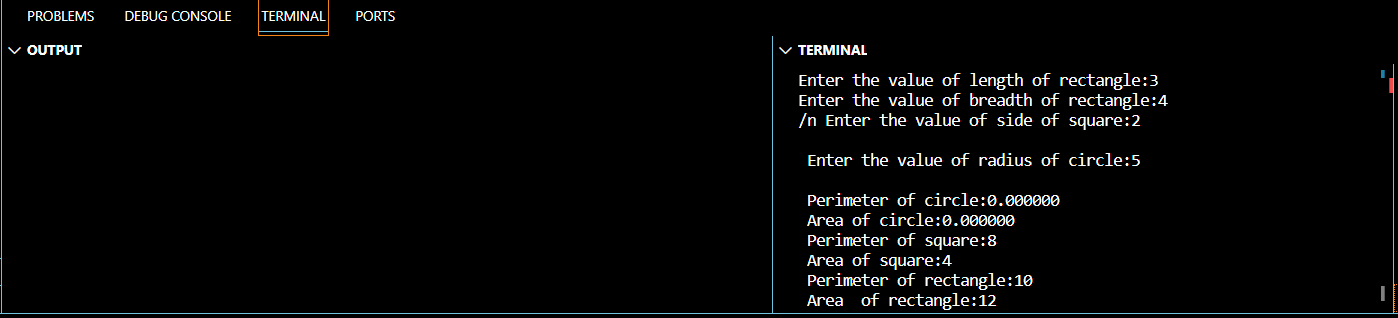 PROBLEMS DEBUG CONSOLE TERMINAL PORTS
OUTPUT
TERMINAL
Enter the value of length of rectangle:3
Enter the value of breadth of rectangle:4
/n Enter the value of side of square:2
Enter the value of radius of circle:5
Perimeter of circle:0.000000
Area of circle:0.000000
Perimeter of square:8
Area of square:4
Perimeter of rectangle:10
Area  of rectangle:12